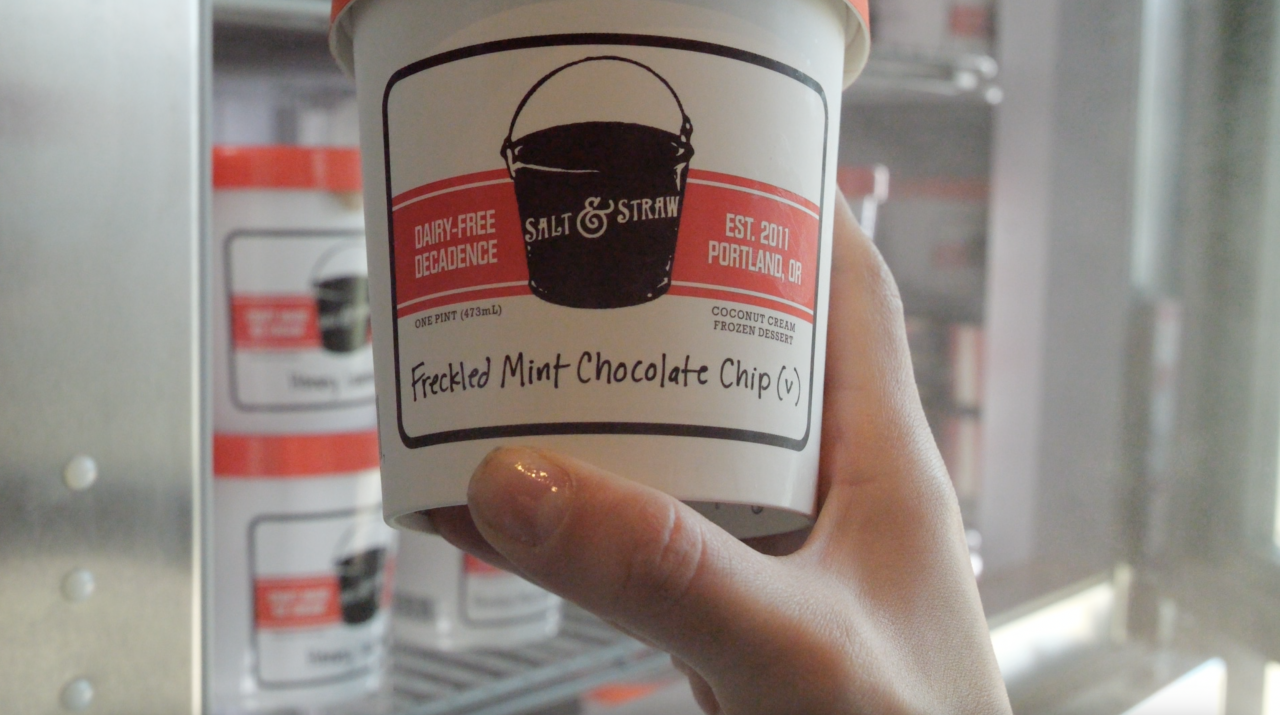 SALT & STRAW
DAIRY-FREE
DECADENCE
EST. 2011
PORTLAND, OR
ONE PINT (473mL)
COCONUT CREAM
FROZEN DESSERT
Freckled Mint Chocolate Chip (v)